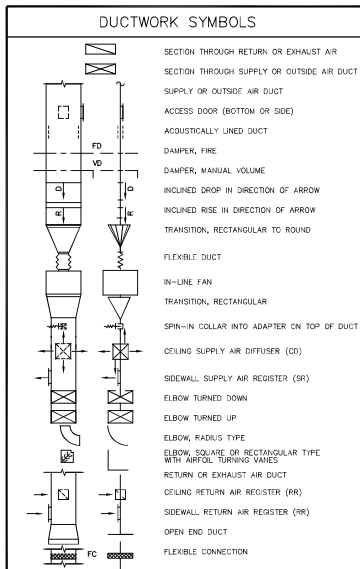 DUCTWORK SYMBOLS
SECTION THROUGH RETURN OR EXHAUST AIR
SECTION THROUGH SUPPLY OR OUTSIDE AIR DUCT
SUPPLY OR OUTSIDE AIR DUCT
ACCESS DOOR (BOTTOM OR SIDE)
ACOUSTICALLY LINED DUCT
FD
DAMPER, FIRE
VD
DAMPER, MANUAL VOLUME
D D
INCLINED DROP IN DIRECTION OF ARROW
R R
INCLINED RISE IN DIRECTION OF ARROW
TRANSITION, RECTANGULAR TO ROUND
FLEXIBLE DUCT
IN-LINE FAN
TRANSITION, RECTANGULAR
SPIN-IN COLLAR INTO ADAPTER ON TOP OF DUCT
CEILING SUPPLY AIR DIFFUSER (CD)
SIDEWALL SUPPLY AIR REGISTER (SR)
ELBOW TURNED DOWN
ELBOW TURNED UP
ELBOW, RADIUS TYPE
ELBOW, SQUARE OR RECTANGULAR TYPE
WITH AIRFOIL TURNING VANES
RETURN OR EXHAUST AIR DUCT
CEILING RETURN AIR REGISTER (RR)
SIDEWALL RETURN AIR REGISTER (RR)
OPEN END DUCT
FC
FLEXIBLE CONNECTION